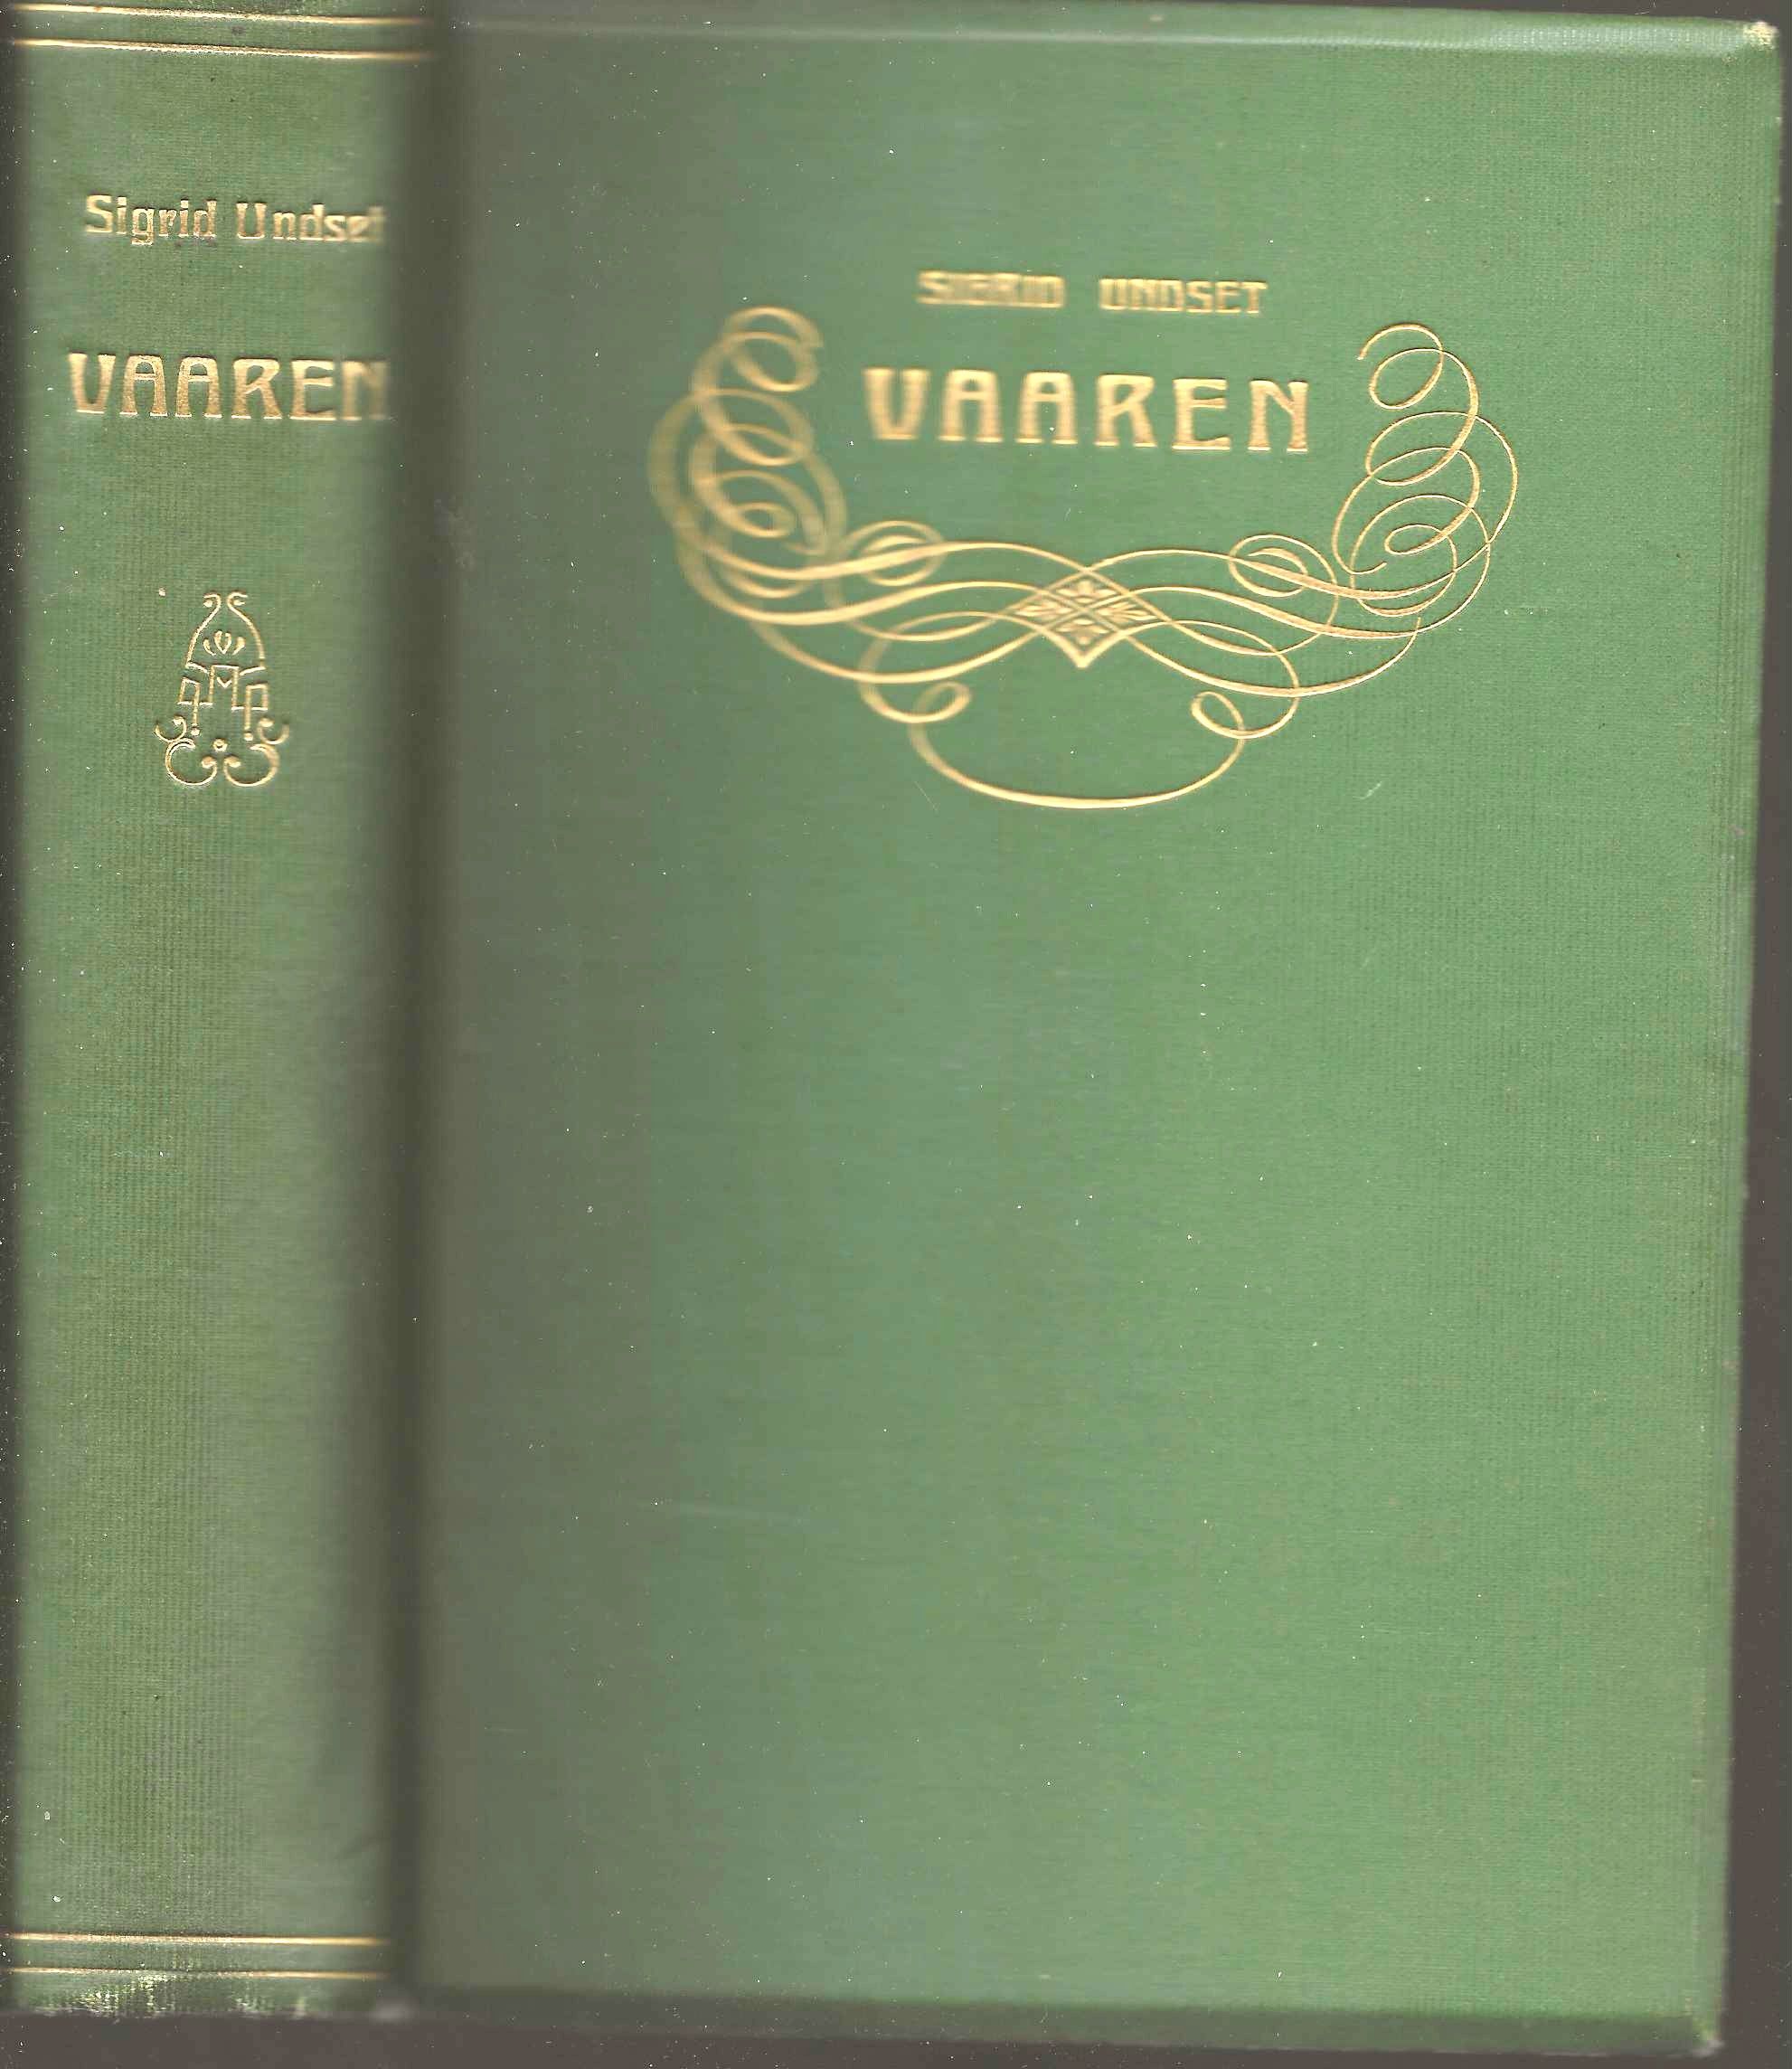 Sigrid Undset
VAAREN
SIGRID UNDSET
VAAREN